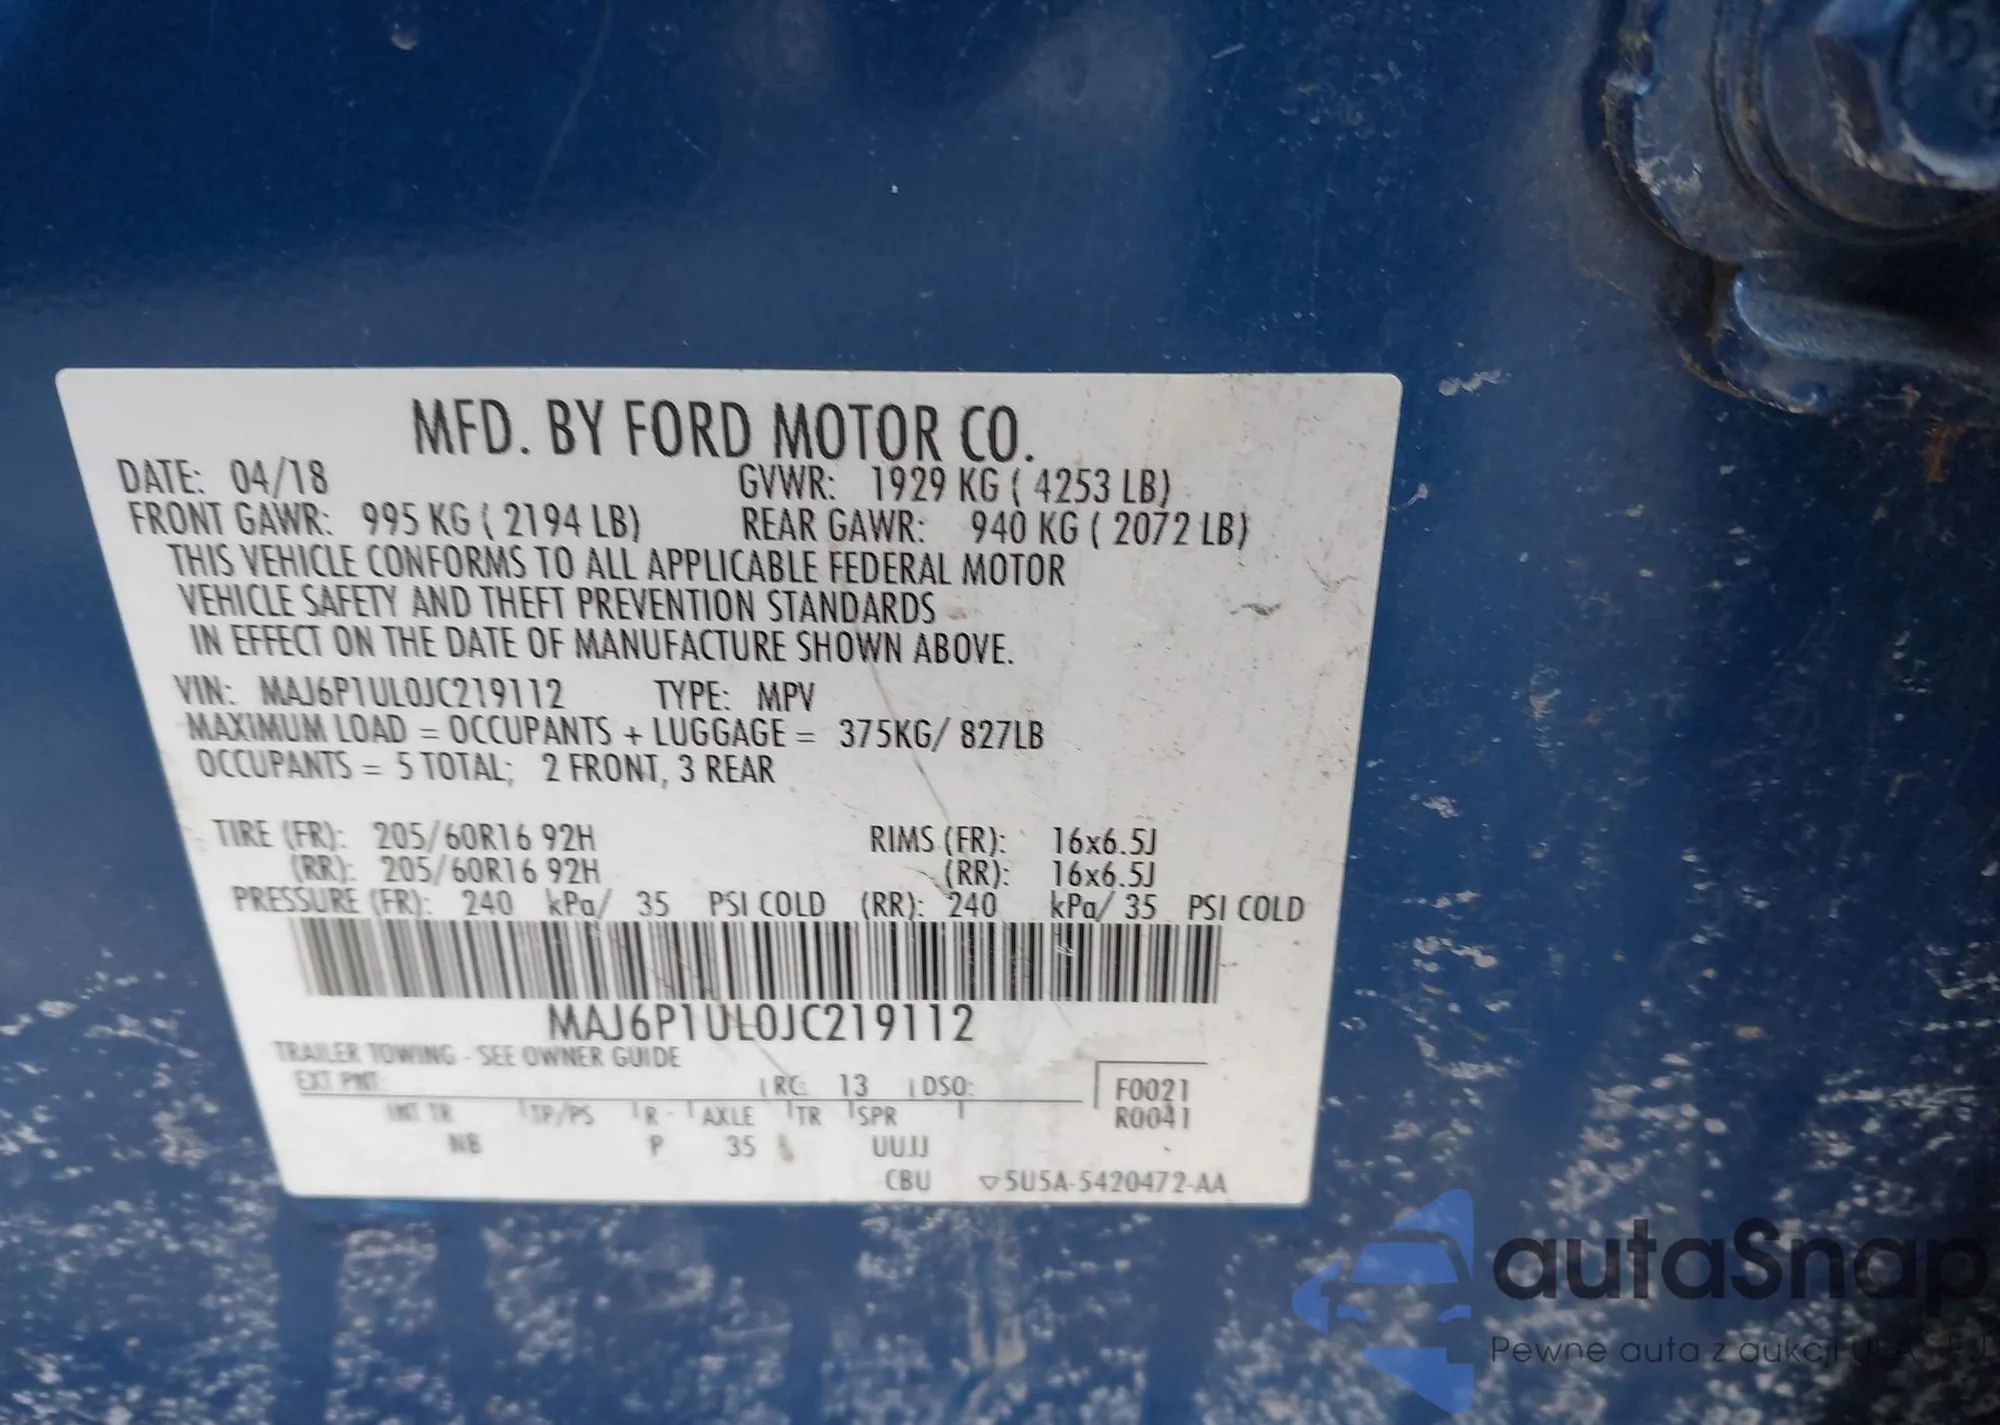 MFD. BY FORD MOTOR CO.
DATE: 04/18 GVWR: 1929 KG ( 4253 LB)
FRONT GAWR: 995 KG ( 2194 LB) REAR GAWR: 940 KG ( 2072 LB)
THIS VEHICLE CONFORMS TO ALL APPLICABLE FEDERAL MOTOR
VEHICLE SAFETY AND THEFT PREVENTION STANDARDS
IN EFFECT ON THE DATE OF MANUFACTURE SHOWN ABOVE.
VIN: MAJ6P1UL0JC219112 TYPE: MPV
MAXIMUM LOAD = OCCUPANTS + LUGGAGE = 375KG/ 827LB
OCCUPANTS = 5 TOTAL; 2 FRONT, 3 REAR
TIRE (FR): 205/60R16 92H RIMS (FR): 16x6.5J
(RR): 205/60R16 92H (RR): 16x6.5J
PRESSURE (FR): 240 kPa/ 35 PSI COLD (RR): 240 kPa/ 35 PSI COLD
MAJ6P1UL0JC219112
TRAILER TOWING - SEE OWNER GUIDE
EXT PNT: RC: 13 DSO: F0021
INT TR TP/PS R AXLE TR SPR R0041
NB P 35 UUJJ
CBU ▽5U5A-5420472-AA
autaSnap
Pewne auta z aukcji USA